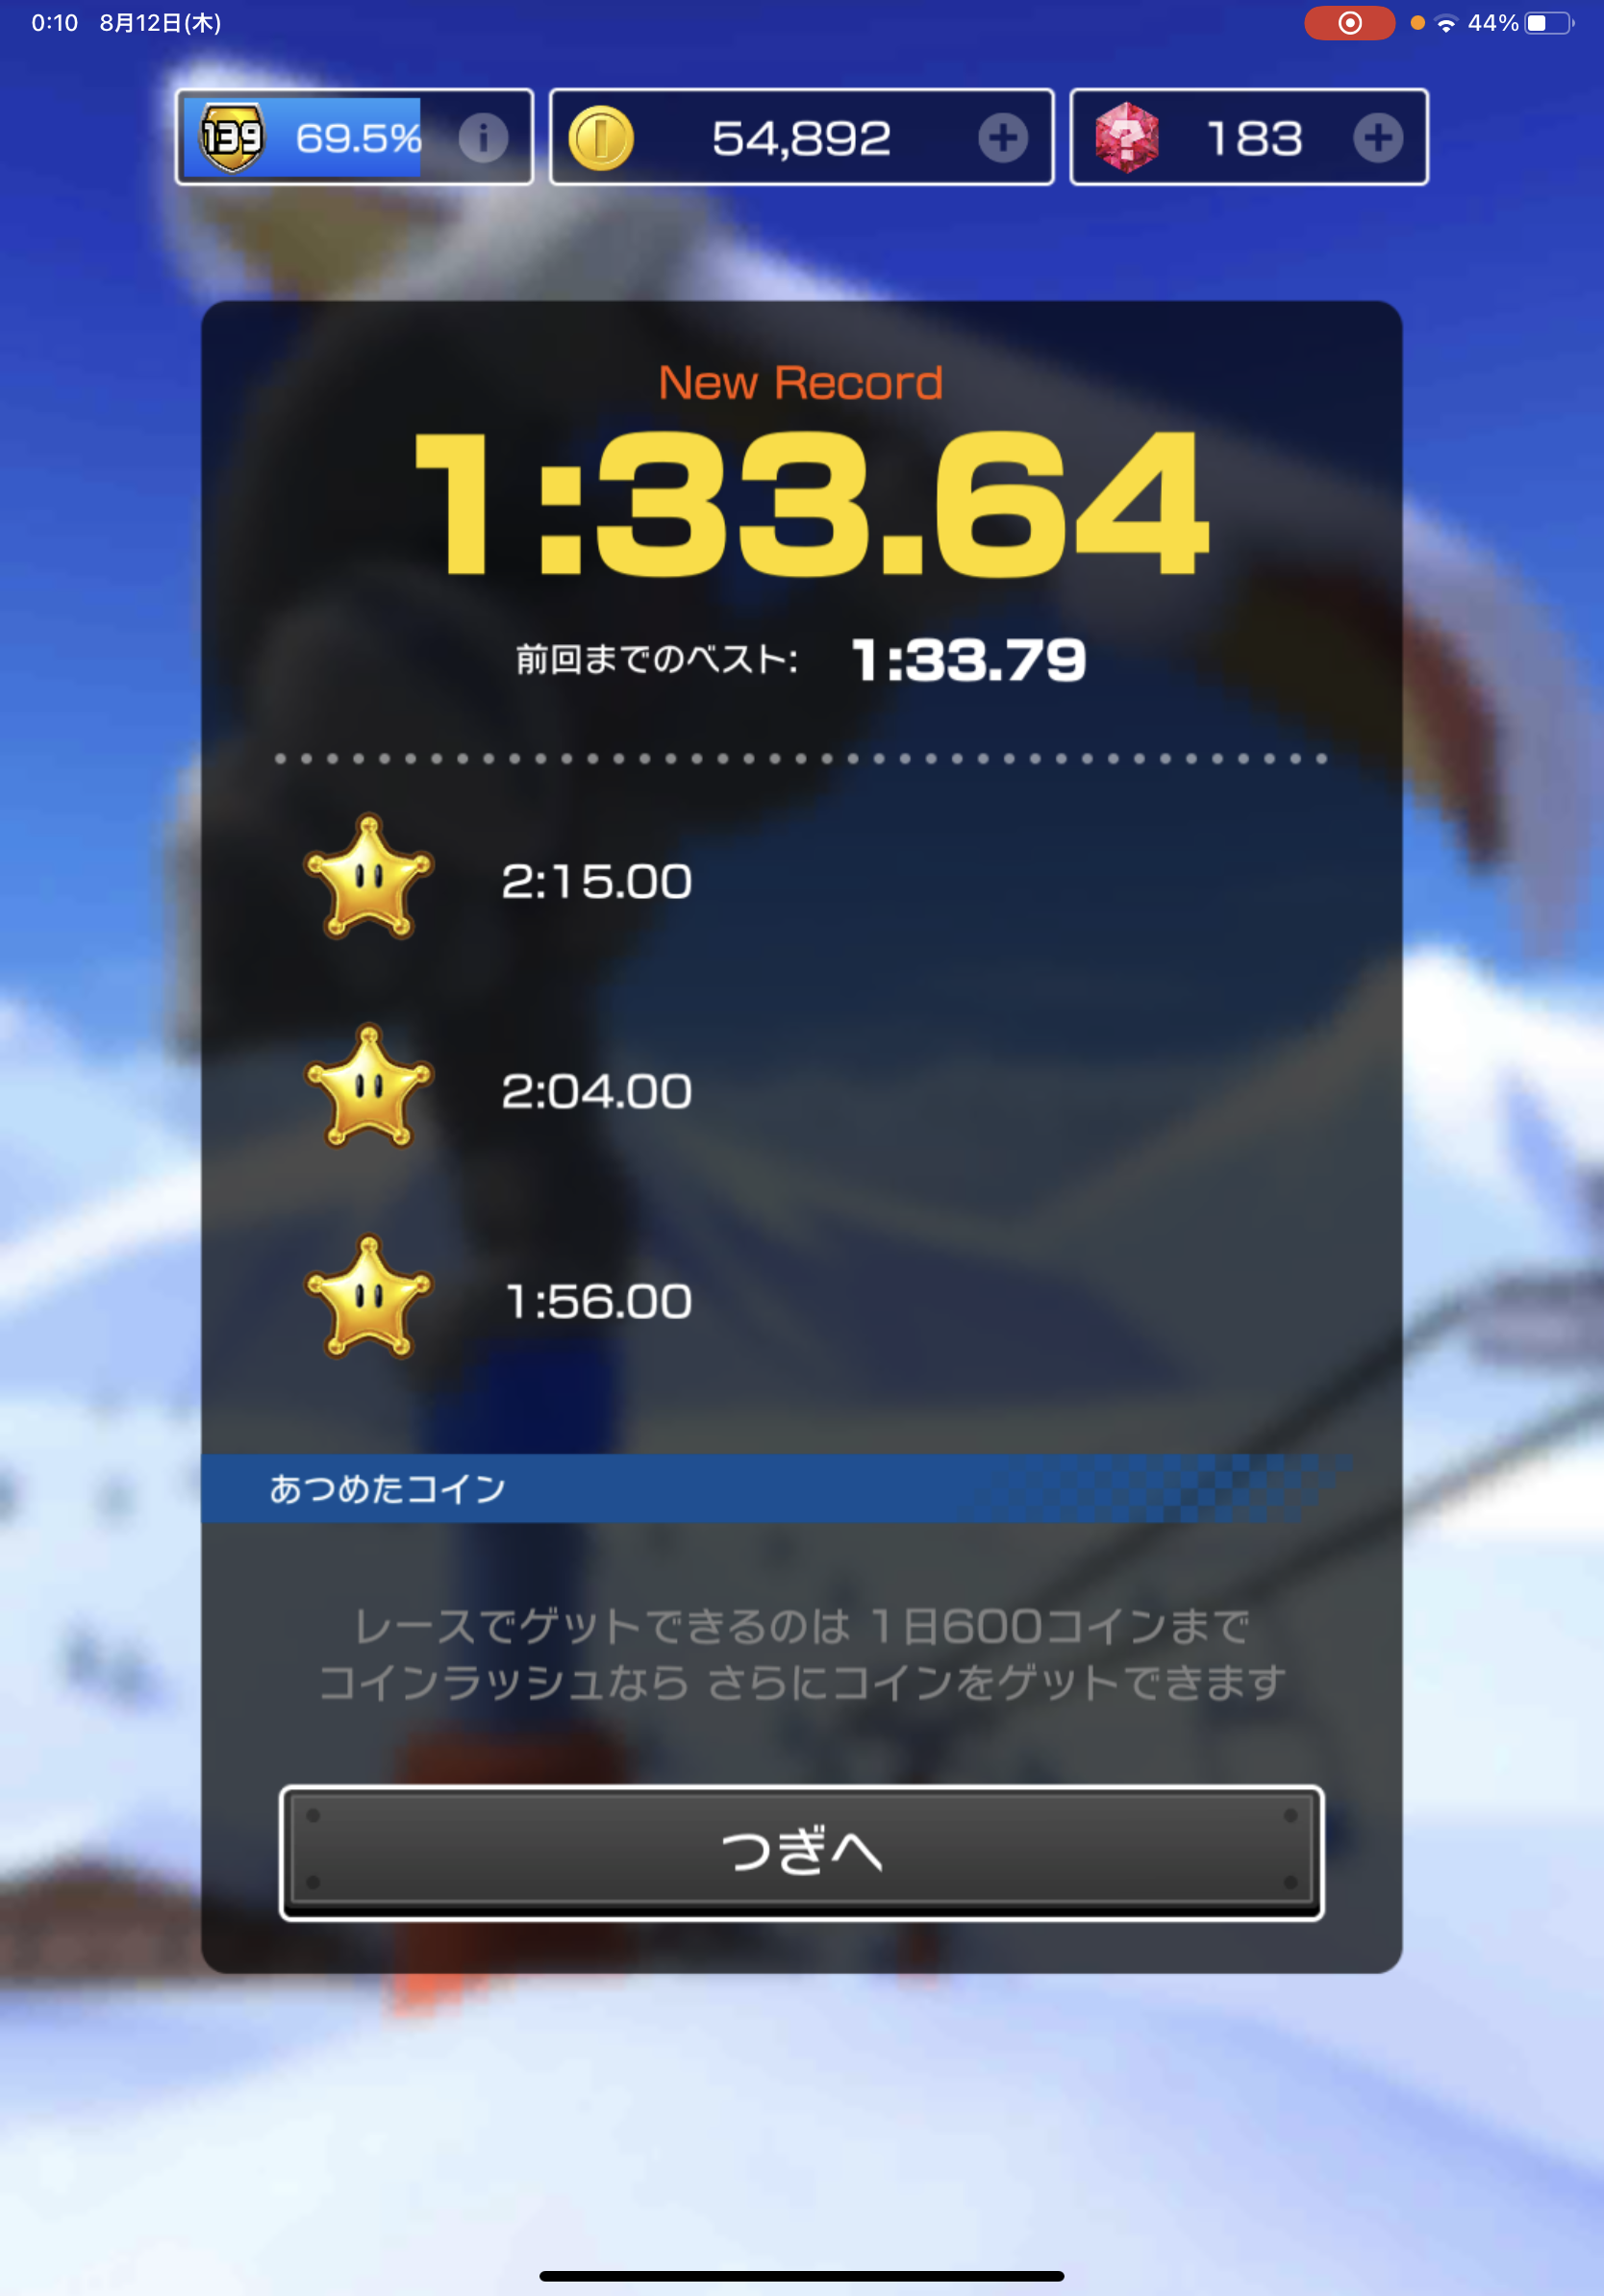 0:10 8月12日(木)
44%
139 69.5% i
54,892 +
? 183 +
New Record
1:33.64
前回までのベスト: 1:33.79
2:15.00
2:04.00
1:56.00
あつめたコイン
レースでゲットできるのは 1日600コインまで
コインラッシュなら さらにコインをゲットできます
つぎへ